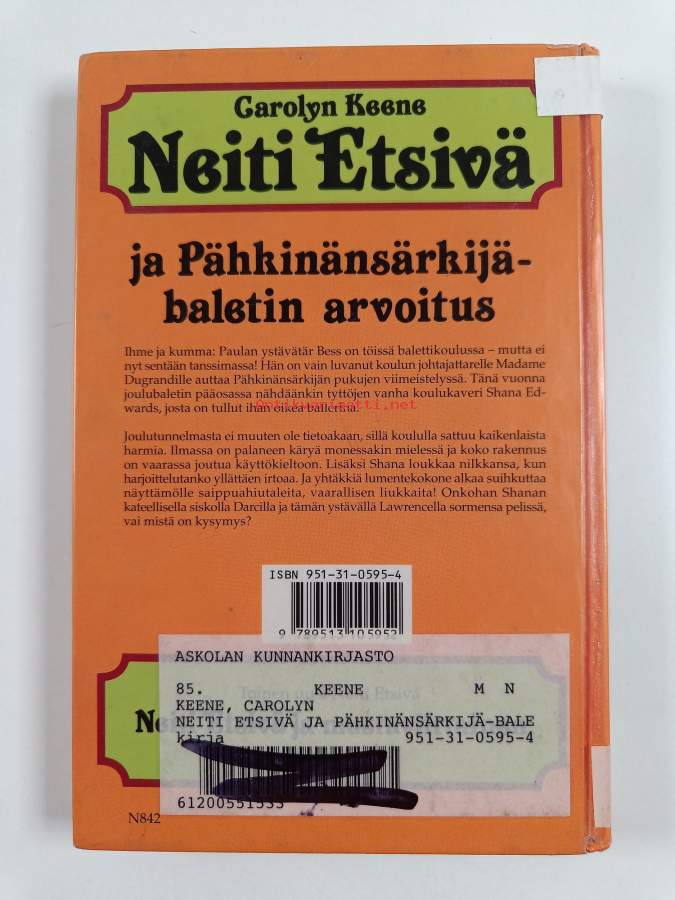 Carolyn Keene
Neiti Etsivä
ja Pähkinänsärkijä-
baletin arvoitus
Ihme ja kumma: Paulan ystävätär Bess on töissä balettikoulussa – mutta ei
nyt sentään tanssimassa! Hän on vain luvanut koulun johtajattarelle Madame
Dugrandille auttaa Pähkinänsärkijän pukujen viimeistelyssä. Tänä vuonna
joulubaletin pääosassa nähdäänkin tyttöjen vanha koulukaveri Shana Ed-
wards, josta on tullut ihan oikea ballerina!
Antikvariaatti.net
Joulutunnelmasta ei muuten ole tietoakaan, sillä koululla sattuu kaikenlaista
harmia. Ilmassa on palaneen käryä monessakin mielessä ja koko rakennus
on vaarassa joutua käyttökieltoon. Lisäksi Shana loukkaa nilkkansa, kun
harjoittelutanko yllättäen irtoaa. Ja yhtäkkiä lumentekokone alkaa suihkuttaa
näyttämölle saippuahiutaleita, vaarallisen liukkaita! Onkohan Shanan
kateellisella siskolla Darcilla ja tämän ystävällä Lawrencella sormensa pelissä,
vai mistä on kysymys?
ISBN 951-31-0595-4
9 789513 105952
ASKOLAN KUNNANKIRJASTO
85. KEENE M N
KEENE, CAROLYN
NEITI ETSIVÄ JA PÄHKINÄNSÄRKIJÄ-BALE
kirja 951-31-0595-4
61200551533
N842